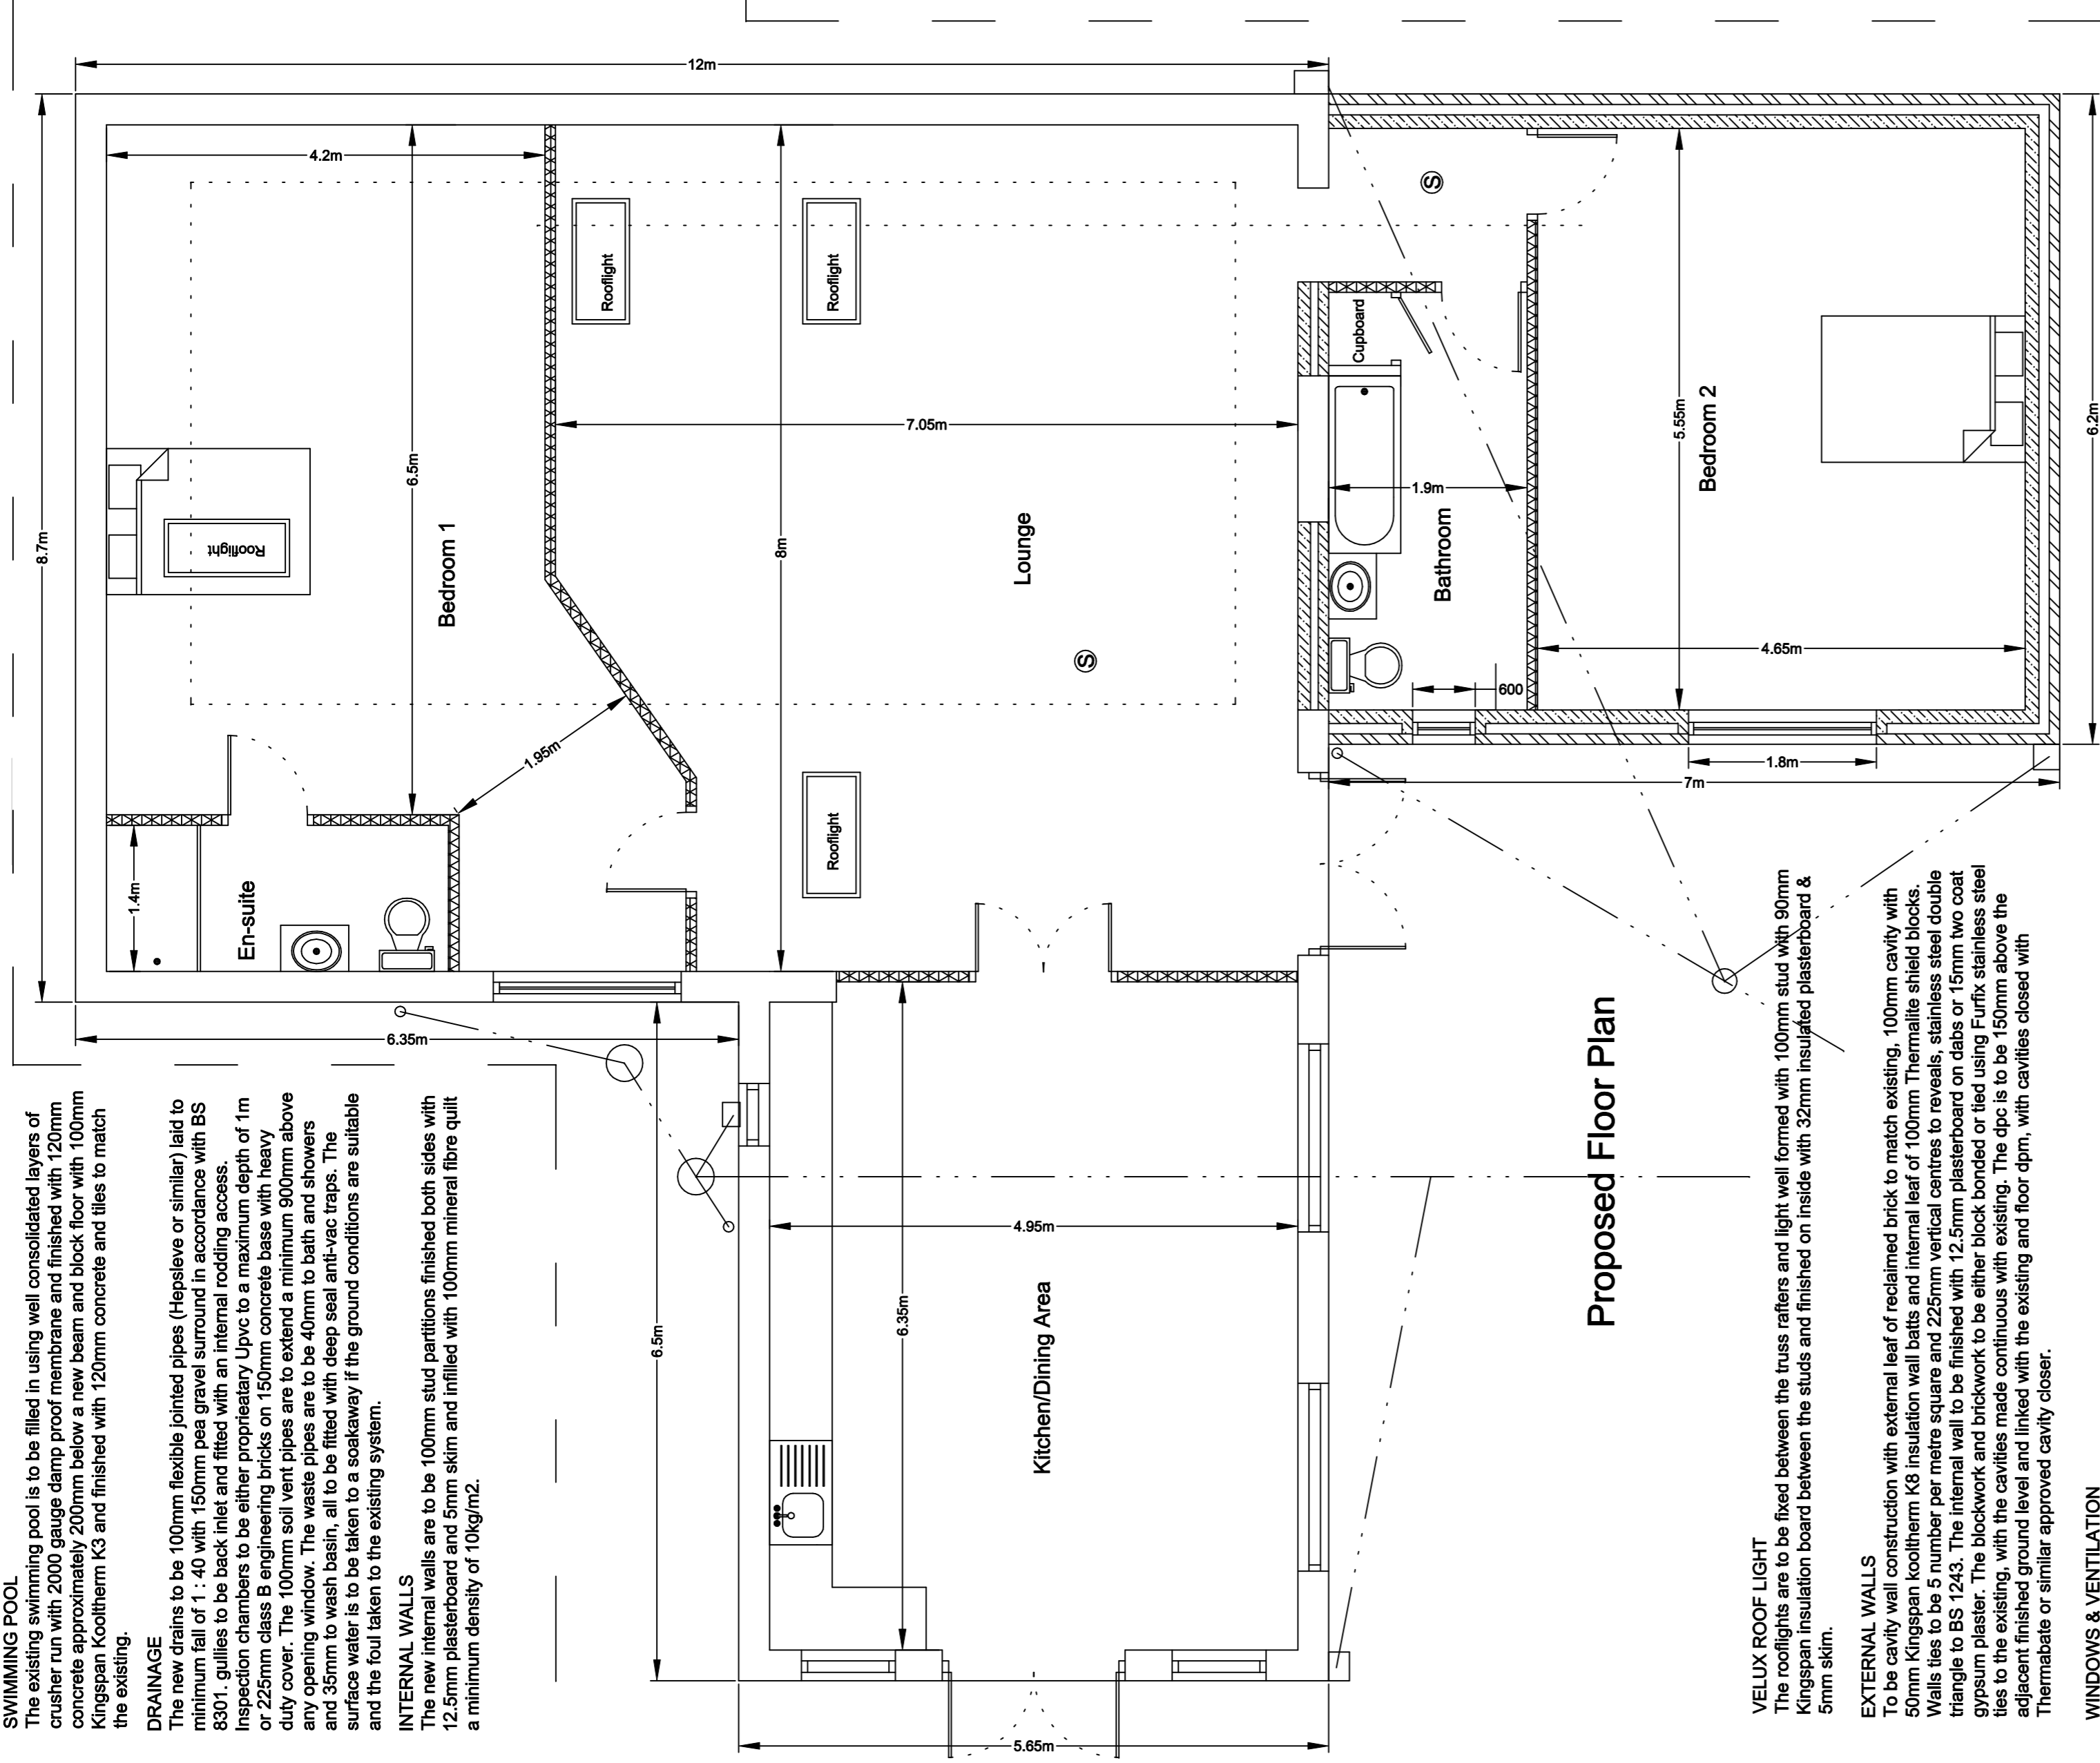 SWIMMING POOL
The existing swimming pool is to be filled in using well consolidated layers of
crusher run with 2000 gauge damp proof membrane and finished with 120mm
concrete approximately 200mm below a new beam and block floor with 100mm
Kingspan Kooltherm K3 and finished with 120mm concrete and tiles to match
the existing.
DRAINAGE
The new drains to be 100mm flexible jointed pipes (Hepsleve or similar) laid to
minimum fall of 1 : 40 with 150mm pea gravel surround in accordance with BS
8301. gullies to be back inlet and fitted with an internal rodding access.
Inspection chambers to be either proprieatary Upvc to a maximum depth of 1m
or 225mm class B engineering bricks on 150mm concrete base with heavy
duty cover. The 100mm soil vent pipes are to extend a minimum 900mm above
any opening window. The waste pipes are to be 40mm to bath and showers
and 35mm to wash basin, all to be fitted with deep seal anti-vac traps. The
surface water is to be taken to a soakaway if the ground conditions are suitable
and the foul taken to the existing system.
INTERNAL WALLS
The new internal walls are to be 100mm stud partitions finished both sides with
12.5mm plasterboard and 5mm skim and infilled with 100mm mineral fibre quilt
a minimum density of 10kg/m2.
8.7m
12m
4.2m
6.5m
Rooflight
Bedroom 1
1.4m
En-suite
1.95m
6.35m
Rooflight
Rooflight
Rooflight
8m
7.05m
Lounge
S
6.5m
6.35m
4.95m
Kitchen/Dining Area
5.65m
S
Cupboard
1.9m
Bathroom
600
5.55m
Bedroom 2
4.65m
1.8m
7m
6.2m
Proposed Floor Plan
VELUX ROOF LIGHT
The rooflights are to be fixed between the truss rafters and light well formed with 100mm stud with 90mm
Kingspan insulation board between the studs and finished on inside with 32mm insulated plasterboard &
5mm skim.
EXTERNAL WALLS
To be cavity wall construction with external leaf of reclaimed brick to match existing, 100mm cavity with
50mm Kingspan kooltherm K8 insulation wall batts and internal leaf of 100mm Thermalite shield blocks.
Walls ties to be 5 number per metre square and 225mm vertical centres to reveals, stainless steel double
triangle to BS 1243. The internal wall to be finished with 12.5mm plasterboard on dabs or 15mm two coat
gypsum plaster. The blockwork and brickwork to be either block bonded or tied using Furfix stainless steel
ties to the existing, with the cavities made continuous with existing. The dpc is to be 150mm above the
adjacent finished ground level and linked with the existing and floor dpm, with cavities closed with
Thermabate or similar approved cavity closer.
WINDOWS & VENTILATION